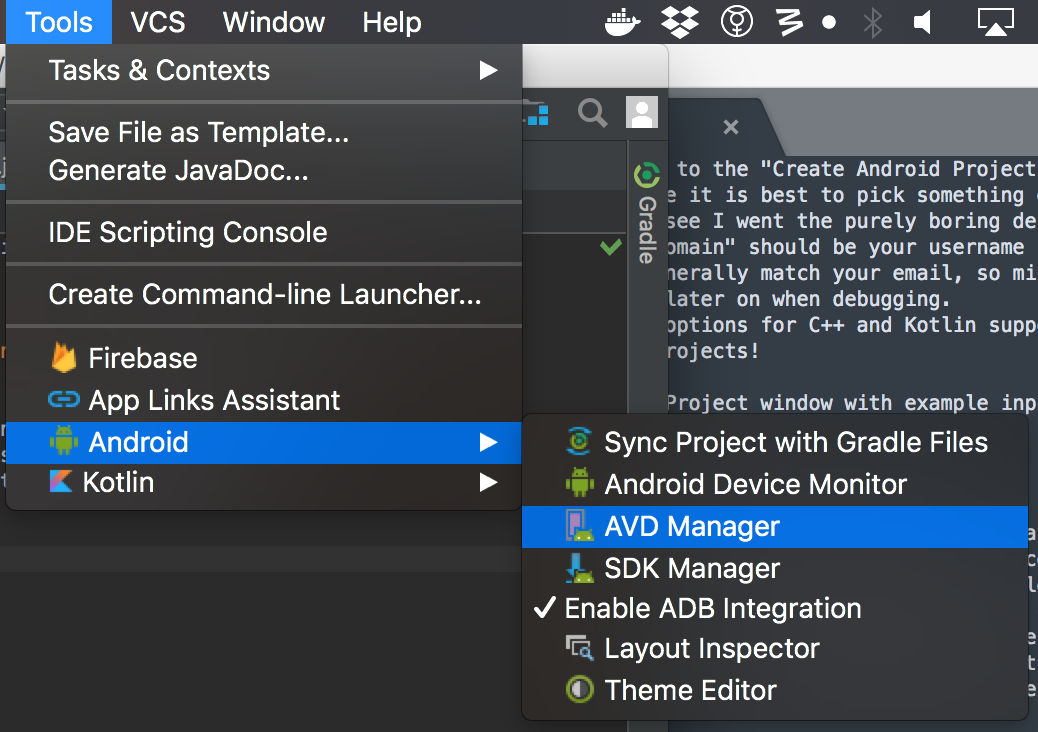 Tools VCS Window Help
Tasks & Contexts
Save File as Template...
Generate JavaDoc...
IDE Scripting Console
Create Command-line Launcher...
Firebase
App Links Assistant
Android
Kotlin
Sync Project with Gradle Files
Android Device Monitor
AVD Manager
SDK Manager
Enable ADB Integration
Layout Inspector
Theme Editor
Gradle
to the "Create Android Project
it is best to pick something
see I went the purely boring de
omain" should be your username
nerally match your email, so mi
later on when debugging.
options for C++ and Kotlin supp
rojects!
Project window with example inp